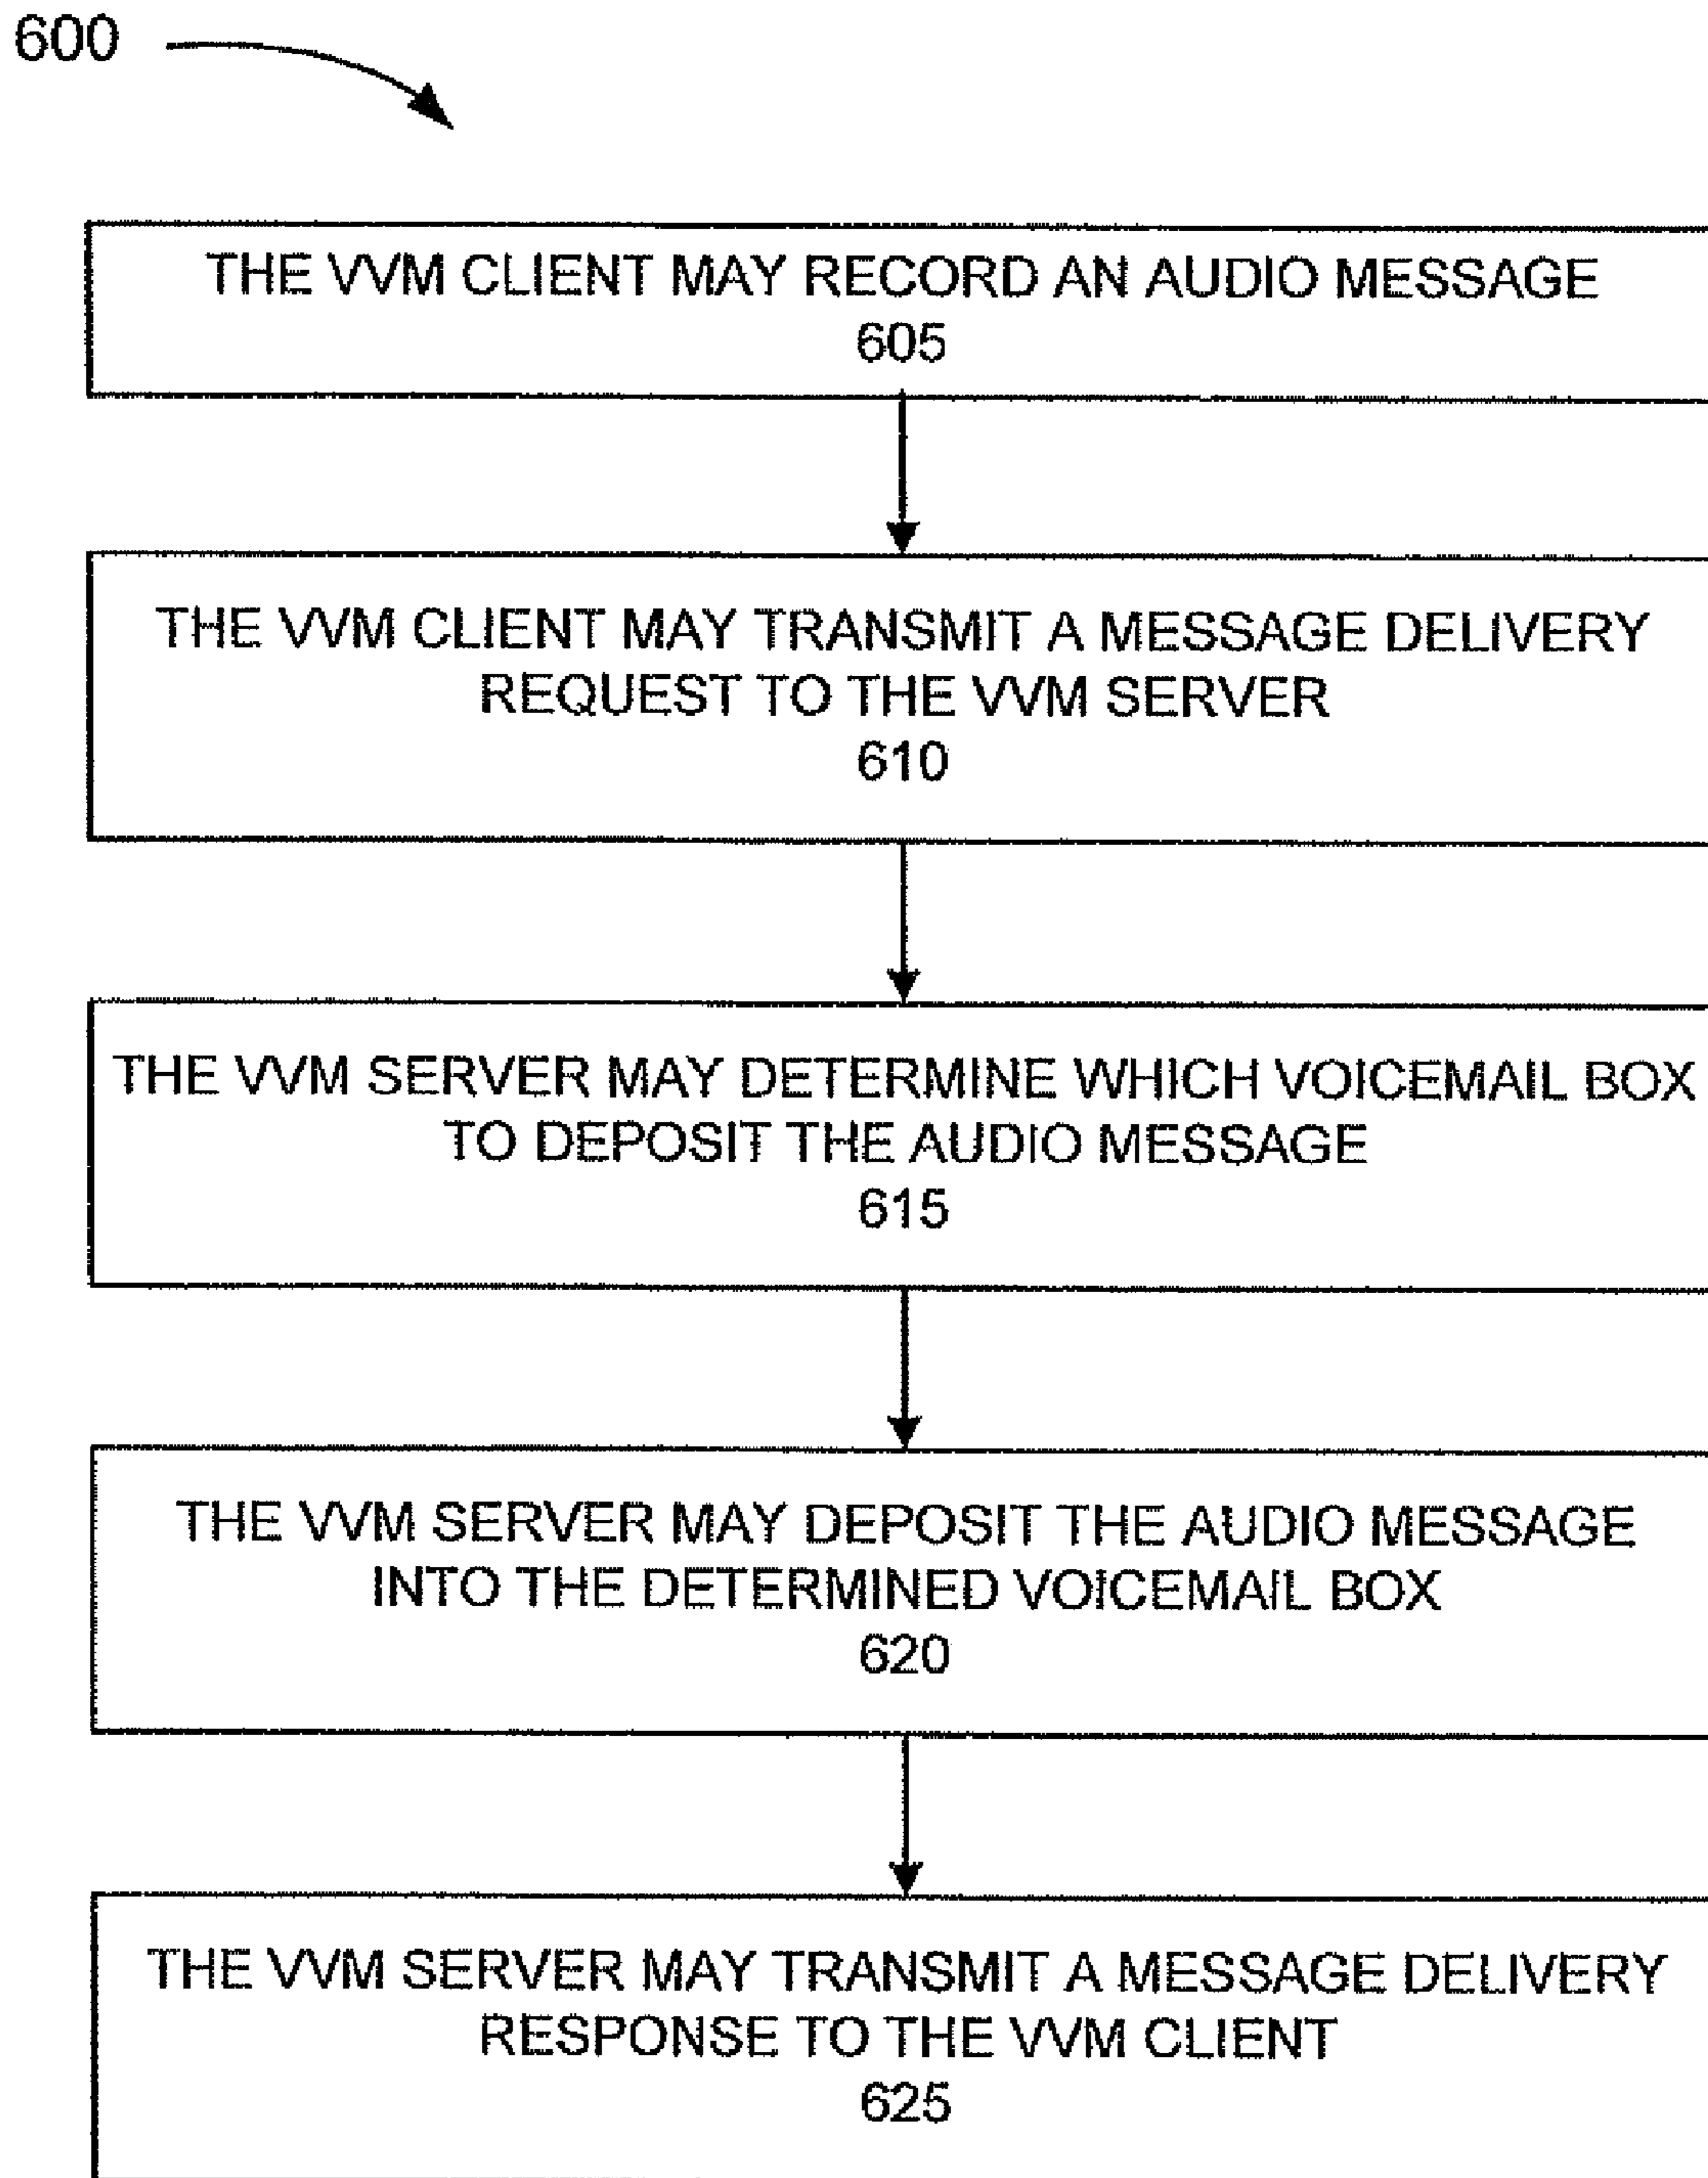 600
THE VVM CLIENT MAY RECORD AN AUDIO MESSAGE
605
THE VVM CLIENT MAY TRANSMIT A MESSAGE DELIVERY
REQUEST TO THE VVM SERVER
610
THE VVM SERVER MAY DETERMINE WHICH VOICEMAIL BOX
TO DEPOSIT THE AUDIO MESSAGE
615
THE VVM SERVER MAY DEPOSIT THE AUDIO MESSAGE
INTO THE DETERMINED VOICEMAIL BOX
620
THE VVM SERVER MAY TRANSMIT A MESSAGE DELIVERY
RESPONSE TO THE VVM CLIENT
625